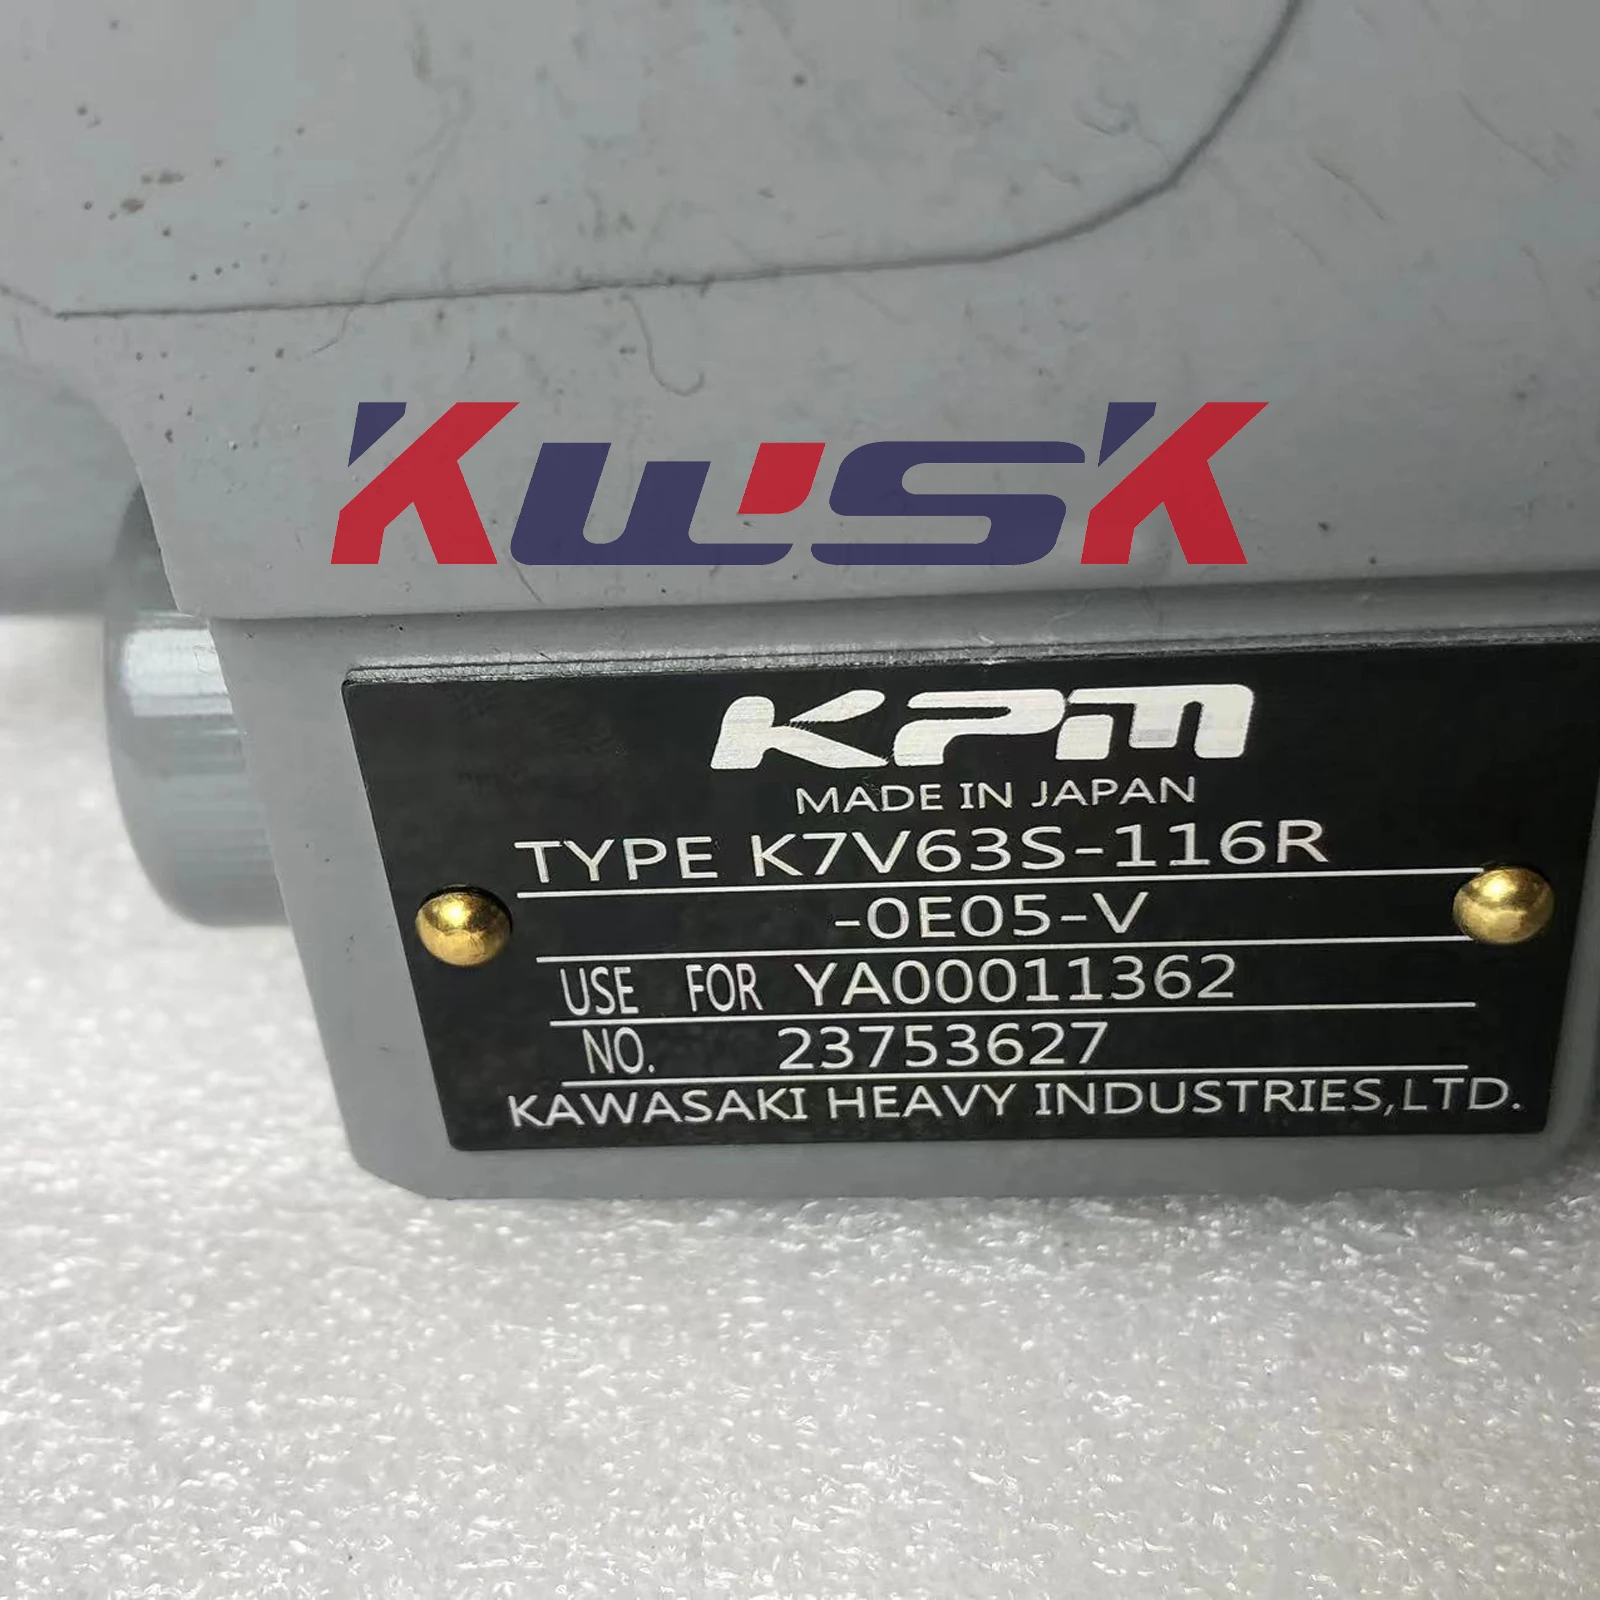 KWSK
KPM
MADE IN JAPAN
TYPE K7V63S-116R
-0E05-V
USE FOR YA00011362
NO. 23753627
KAWASAKI HEAVY INDUSTRIES,LTD.